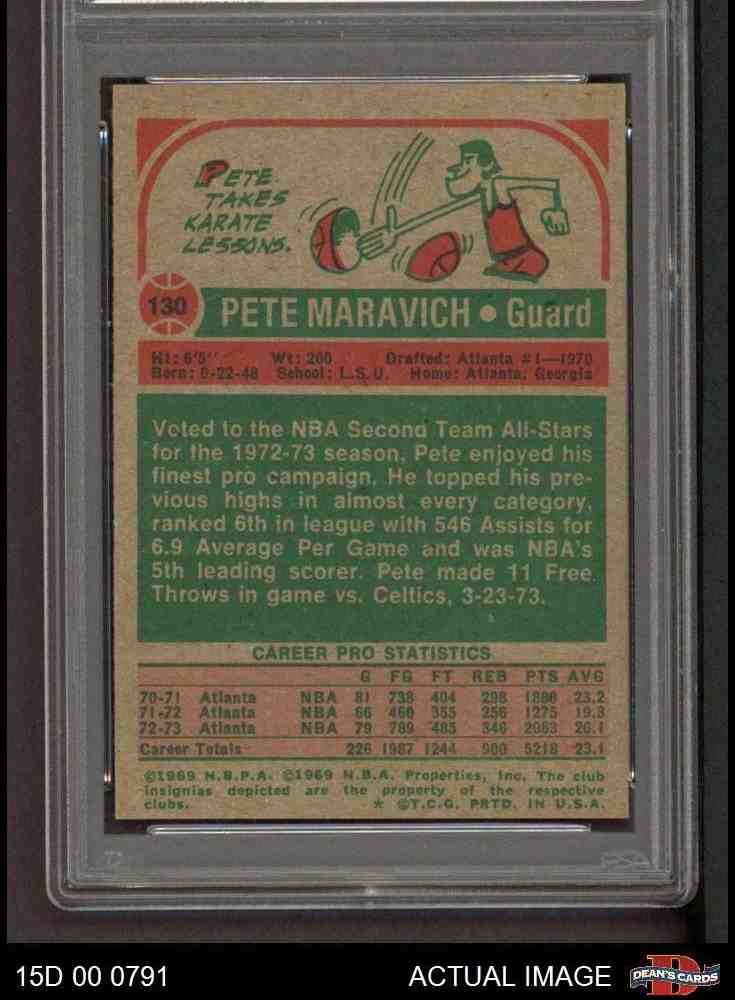 PETE
TAKES
KARATE
LESSONS.
130 PETE MARAVICH • Guard
Ht: 6'5" Wt: 200 Drafted: Atlanta #1—1970
Born: 6-22-48 School: L.S.U. Home: Atlanta, Georgia
Voted to the NBA Second Team All-Stars
for the 1972-73 season, Pete enjoyed his
finest pro campaign. He topped his pre-
vious highs in almost every category,
ranked 6th in league with 546 Assists for
6.9 Average Per Game and was NBA's
5th leading scorer. Pete made 11 Free
Throws in game vs. Celtics, 3-23-73.
CAREER PRO STATISTICS
G FG FT REB PTS AVG
70-71 Atlanta NBA 81 738 404 298 1880 23.2
71-72 Atlanta NBA 66 460 355 256 1275 19.3
72-73 Atlanta NBA 79 789 485 346 2063 26.1
Career Totals 226 1987 1244 900 5218 23.1
©1969 N.B.P.A. ©1969 N.B.A. Properties, Inc. The club
insignias depicted are the property of the respective
clubs. * ©T.C.G. PRTD. IN U.S.A.
15D 00 0791 ACTUAL IMAGE DEAN'S CARDS